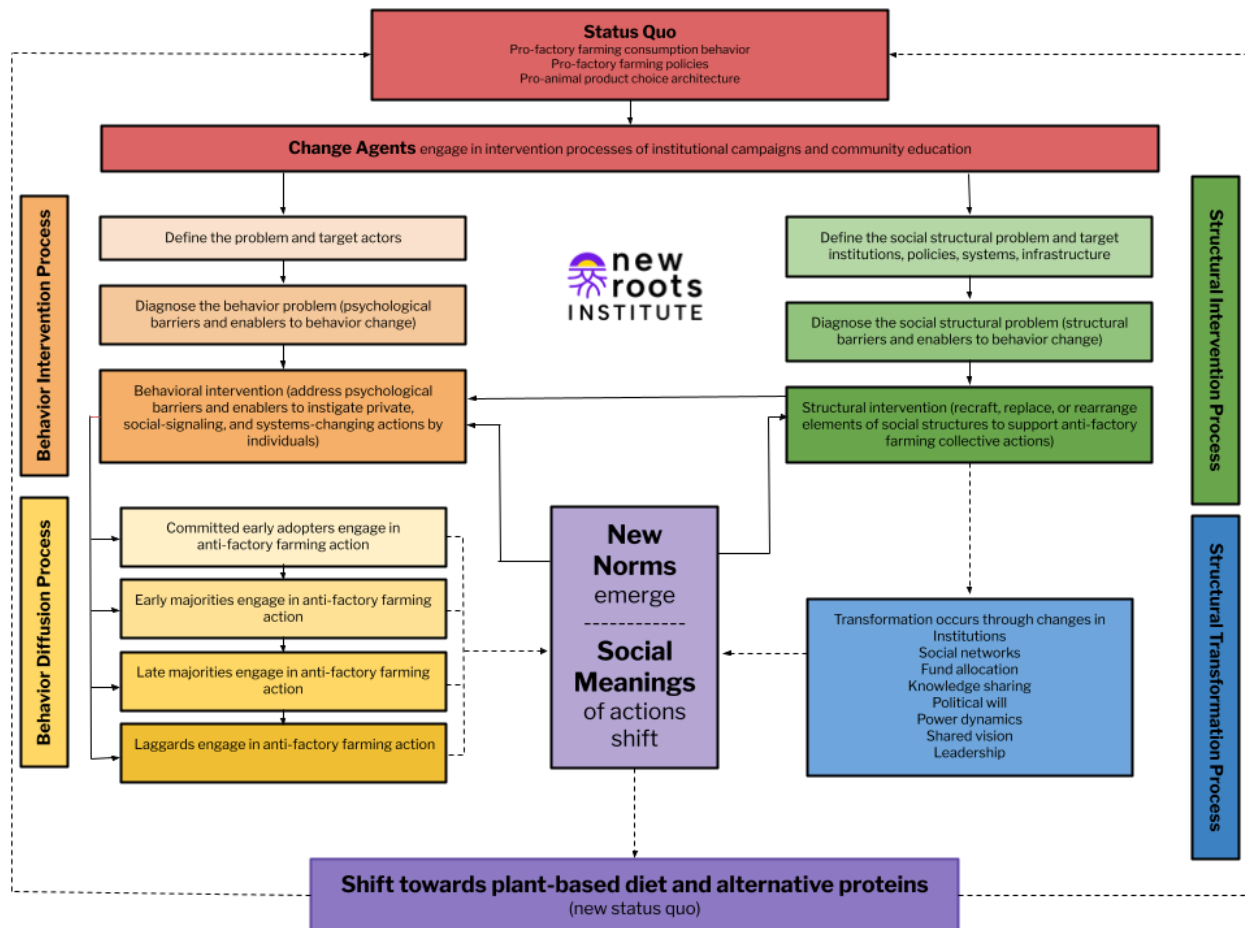 Status Quo
Pro-factory farming consumption behavior
Pro-factory farming policies
Pro-animal product choice architecture
Change Agents engage in intervention processes of institutional campaigns and community education
Behavior Intervention Process
Define the problem and target actors
Diagnose the behavior problem (psychological
barriers and enablers to behavior change)
Behavioral intervention (address psychological
barriers and enablers to instigate private,
social-signaling, and systems-changing actions by
individuals)
new
roots
INSTITUTE
Define the social structural problem and target
institutions, policies, systems, infrastructure
Diagnose the social structural problem (structural
barriers and enablers to behavior change)
Structural intervention (recraft, replace, or rearrange
elements of social structures to support anti-factory
farming collective actions)
Structural Intervention Process
Behavior Diffusion Process
Committed early adopters engage in
anti-factory farming action
Early majorities engage in anti-factory farming
action
Late majorities engage in anti-factory farming
action
Laggards engage in anti-factory farming action
New
Norms
emerge
Social
Meanings
of actions
shift
Transformation occurs through changes in
Institutions
Social networks
Fund allocation
Knowledge sharing
Political will
Power dynamics
Shared vision
Leadership
Structural Transformation Process
Shift towards plant-based diet and alternative proteins
(new status quo)